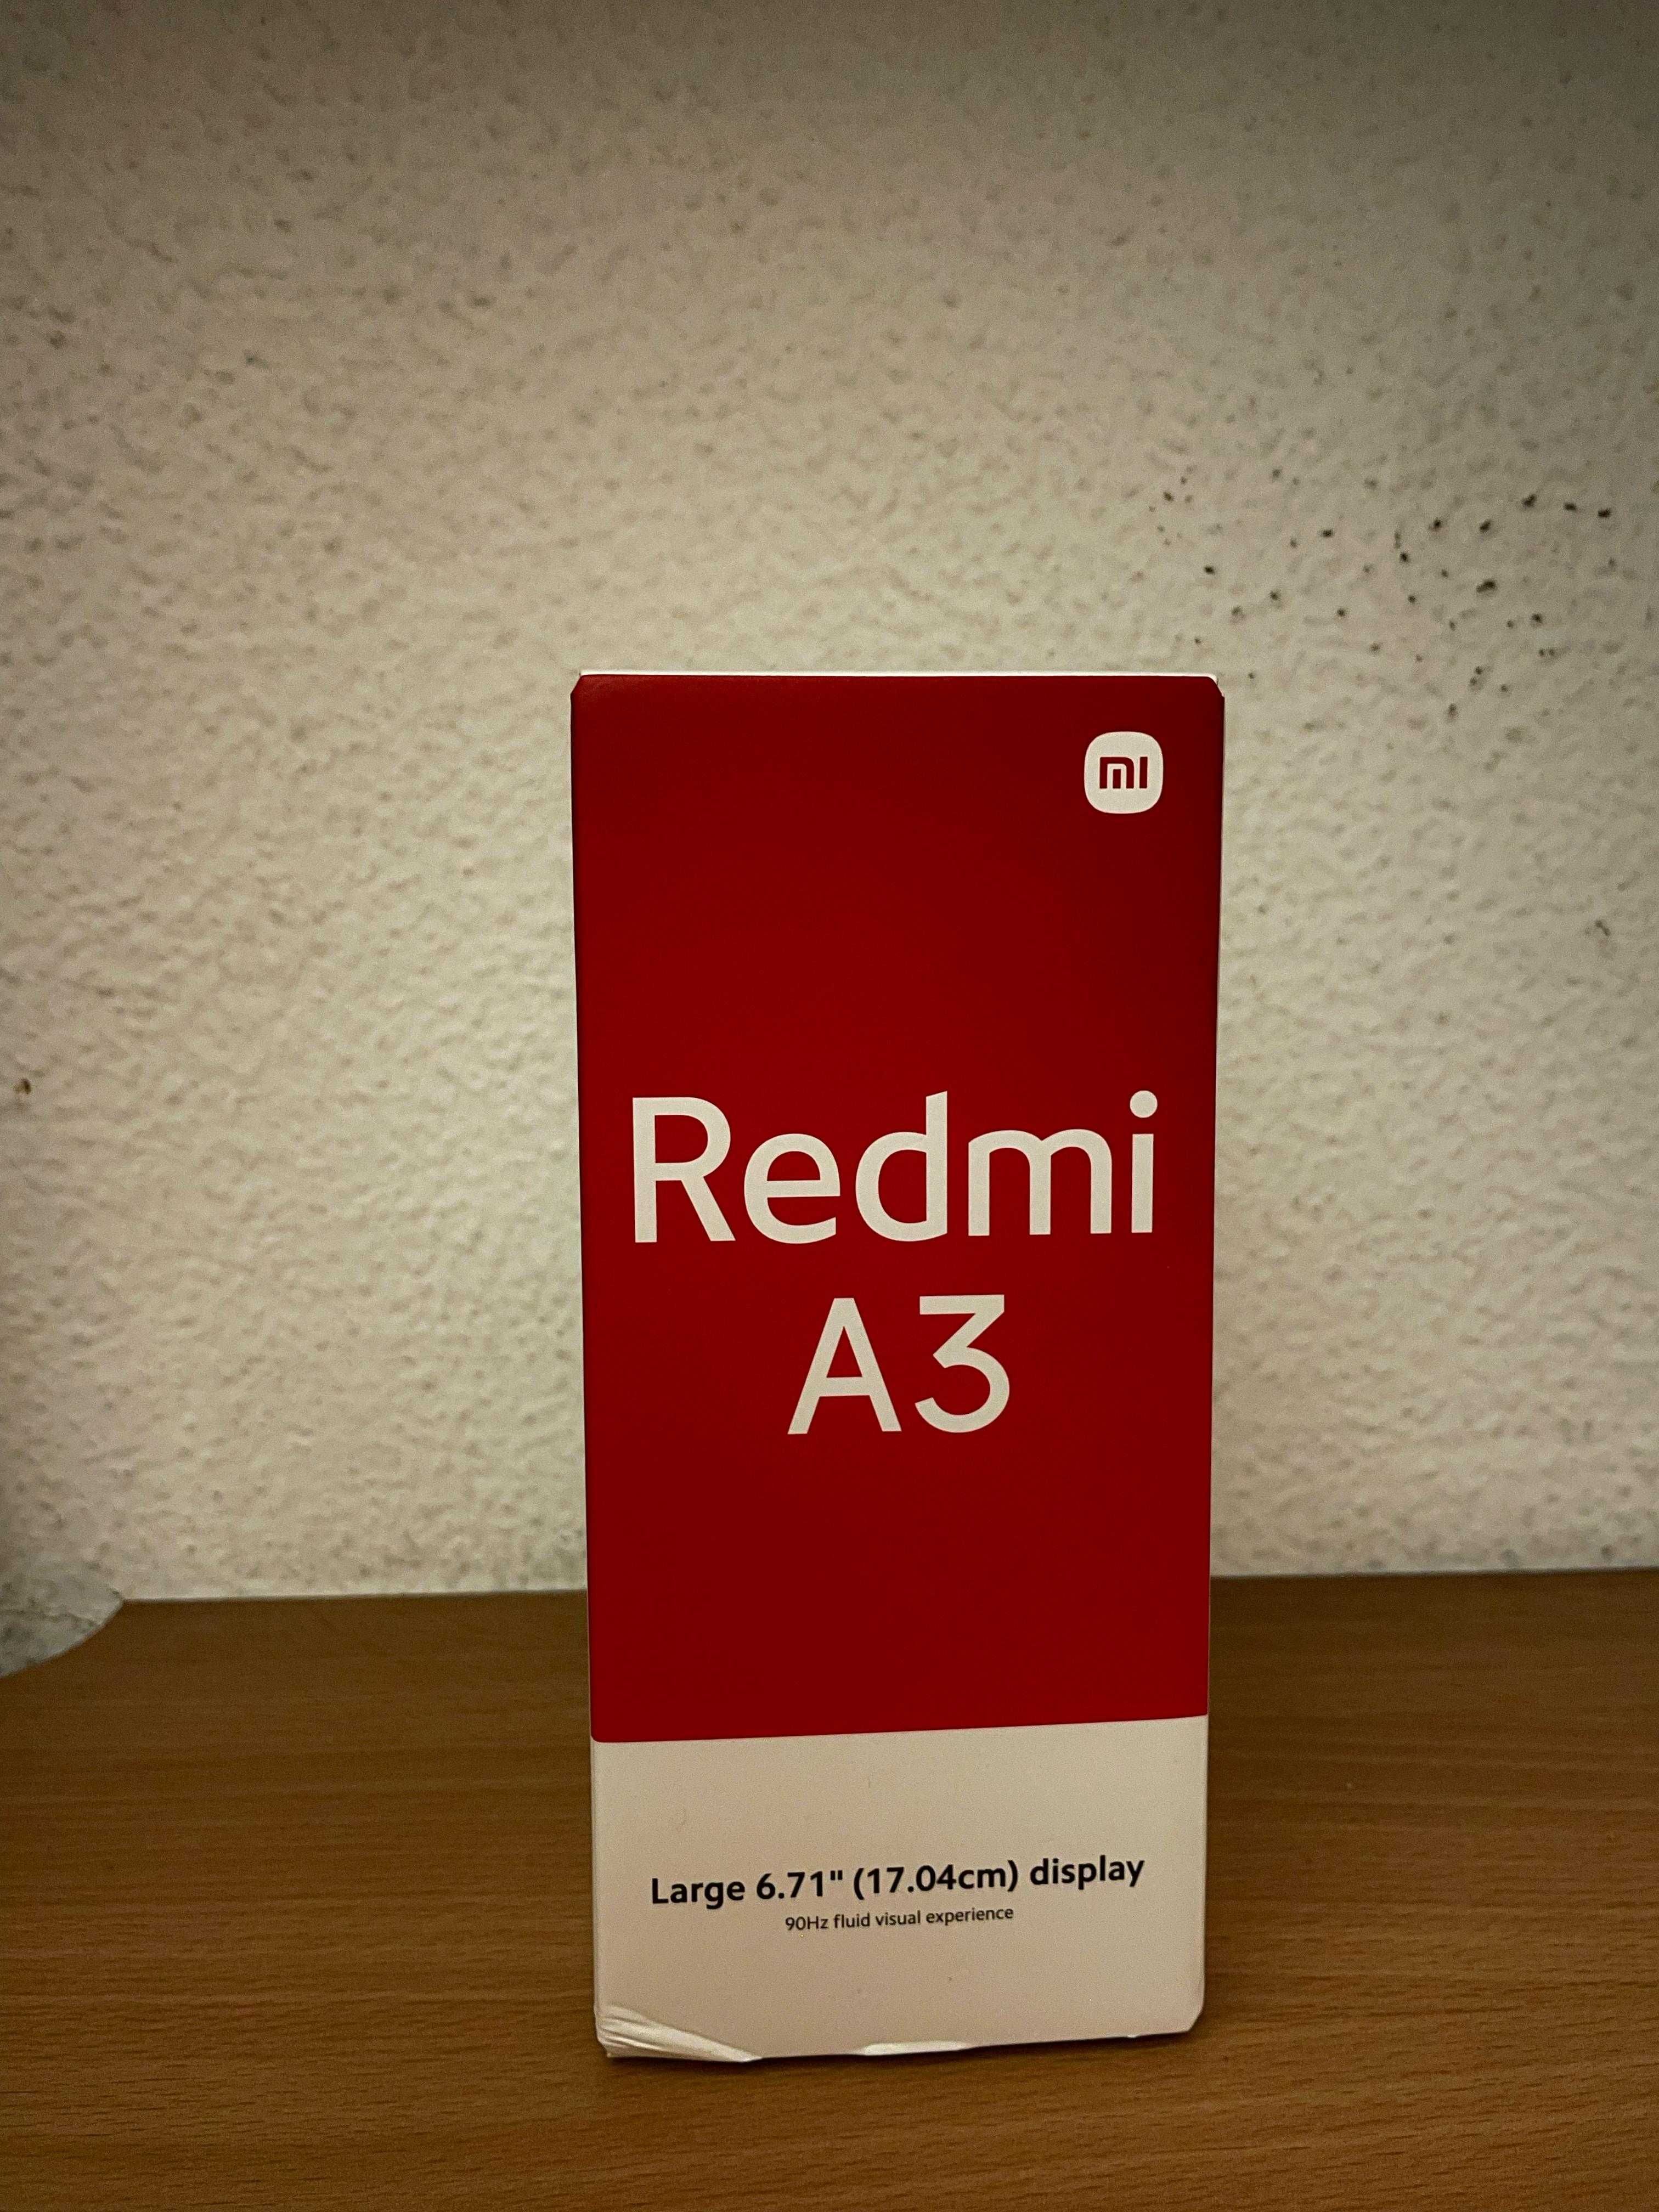 mi
Redmi
A3
Large 6.71" (17.04cm) display
90Hz fluid visual experience